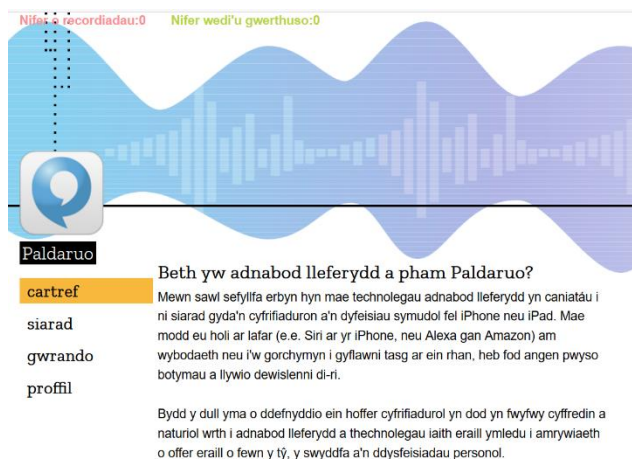 Nifer o recordiadau:0 Nifer wedi'u gwerthuso:0
Paldaruo
cartref
siarad
gwrando
proffil
Beth yw adnabod lleferydd a pham Paldaruo?
Mewn sawl sefyllfa erbyn hyn mae technolegau adnabod lleferydd yn caniatáu i
ni siarad gyda'n cyfrifiaduron a'n dyfeisiau symudol fel iPhone neu iPad. Mae
modd eu holi ar lafar (e.e. Siri ar yr iPhone, neu Alexa gan Amazon) am
wybodaeth neu i'w gorchymyn i gyflawni tasg ar ein rhan, heb fod angen pwyso
botymau a llywio dewislenni di-ri.
Bydd y dull yma o ddefnyddio ein hoffer cyfrifiadurol yn dod yn fwyfwy cyffredin a
naturiol wrth i adnabod lleferydd a thechnolegau iaith eraill ymledu i amrywiaeth
o offer eraill o fewn y tŷ, y swyddfa a'n ddysfeisiadau personol.